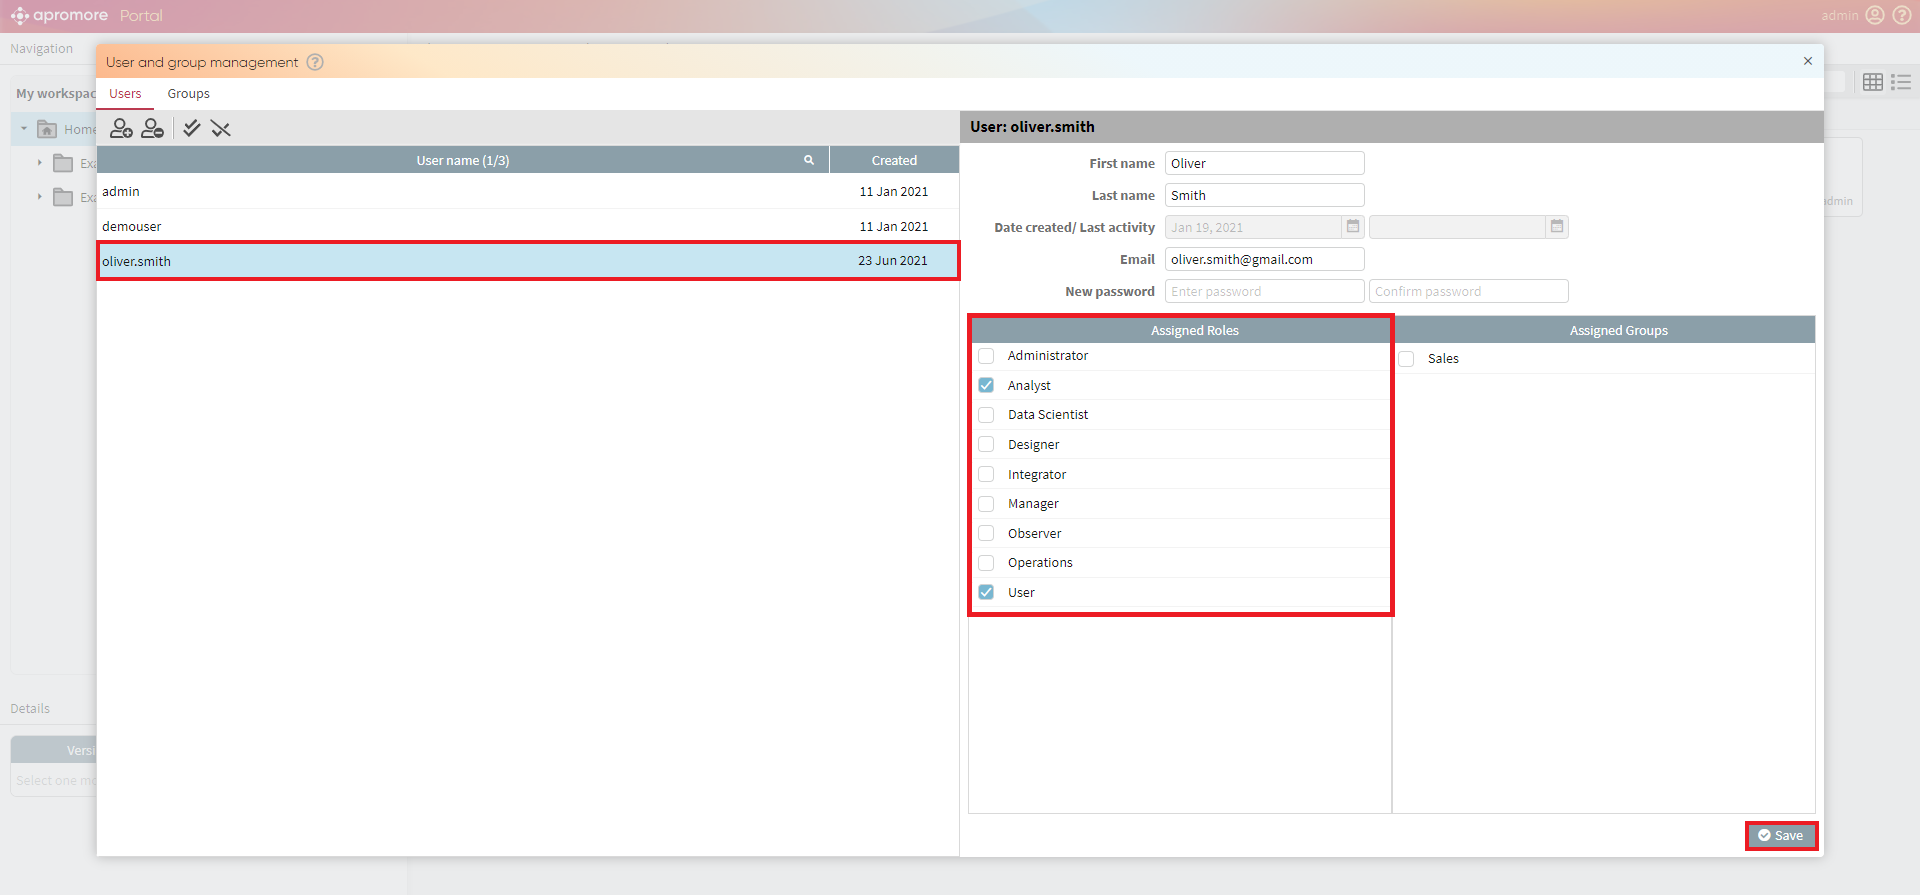 apromore Portal
admin
Navigation
User and group management
Users
Groups
My workspac
Home
Exa
Exa
User name (1/3)
Created
admin
11 Jan 2021
demouser
11 Jan 2021
oliver.smith
23 Jun 2021
User: oliver.smith
First name
Oliver
Last name
Smith
Date created/ Last activity
Jan 19, 2021
Email
oliver.smith@gmail.com
New password
Enter password
Confirm password
Assigned Roles
Administrator
Analyst
Data Scientist
Designer
Integrator
Manager
Observer
Operations
User
Assigned Groups
Sales
dmin
Details
Versi
Select one mo
Save